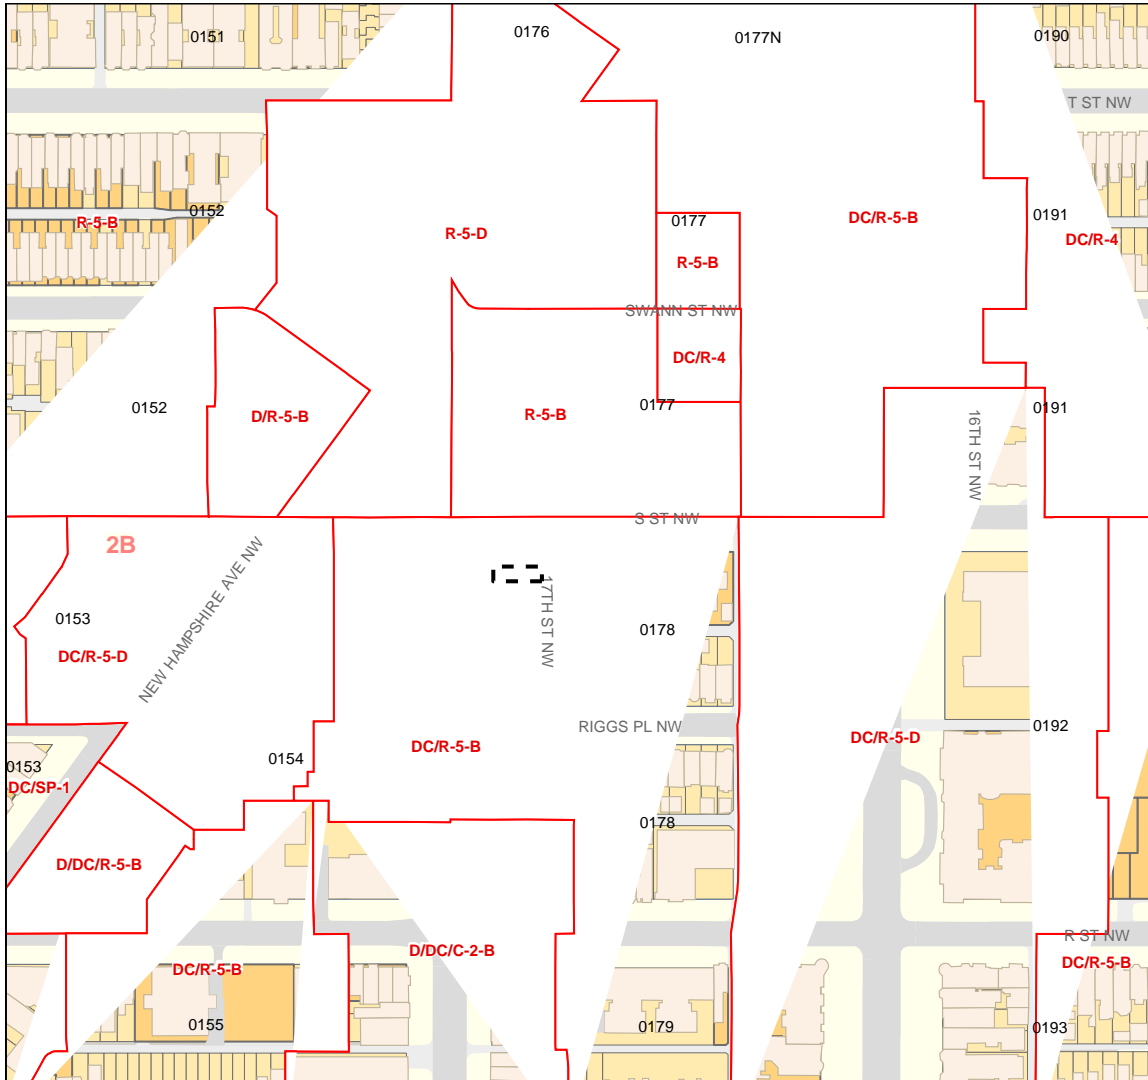 0176
0177N
0151
0190
T ST NW
0152
R-5-B
0177
DC/R-5-B
0191
R-5-D
DC/R-4
R-5-B
SWANN ST NW
DC/R-4
0152
D/R-5-B
R-5-B
0177
0191
16TH ST NW
S ST NW
2B
NEW HAMPSHIRE AVE NW
17TH ST NW
0153
0178
DC/R-5-D
RIGGS PL NW
0192
DC/R-5-B
DC/R-5-D
0154
0153
DC/SP-1
0178
D/DC/R-5-B
R ST NW
D/DC/C-2-B
DC/R-5-B
DC/R-5-B
0155
0179
0193